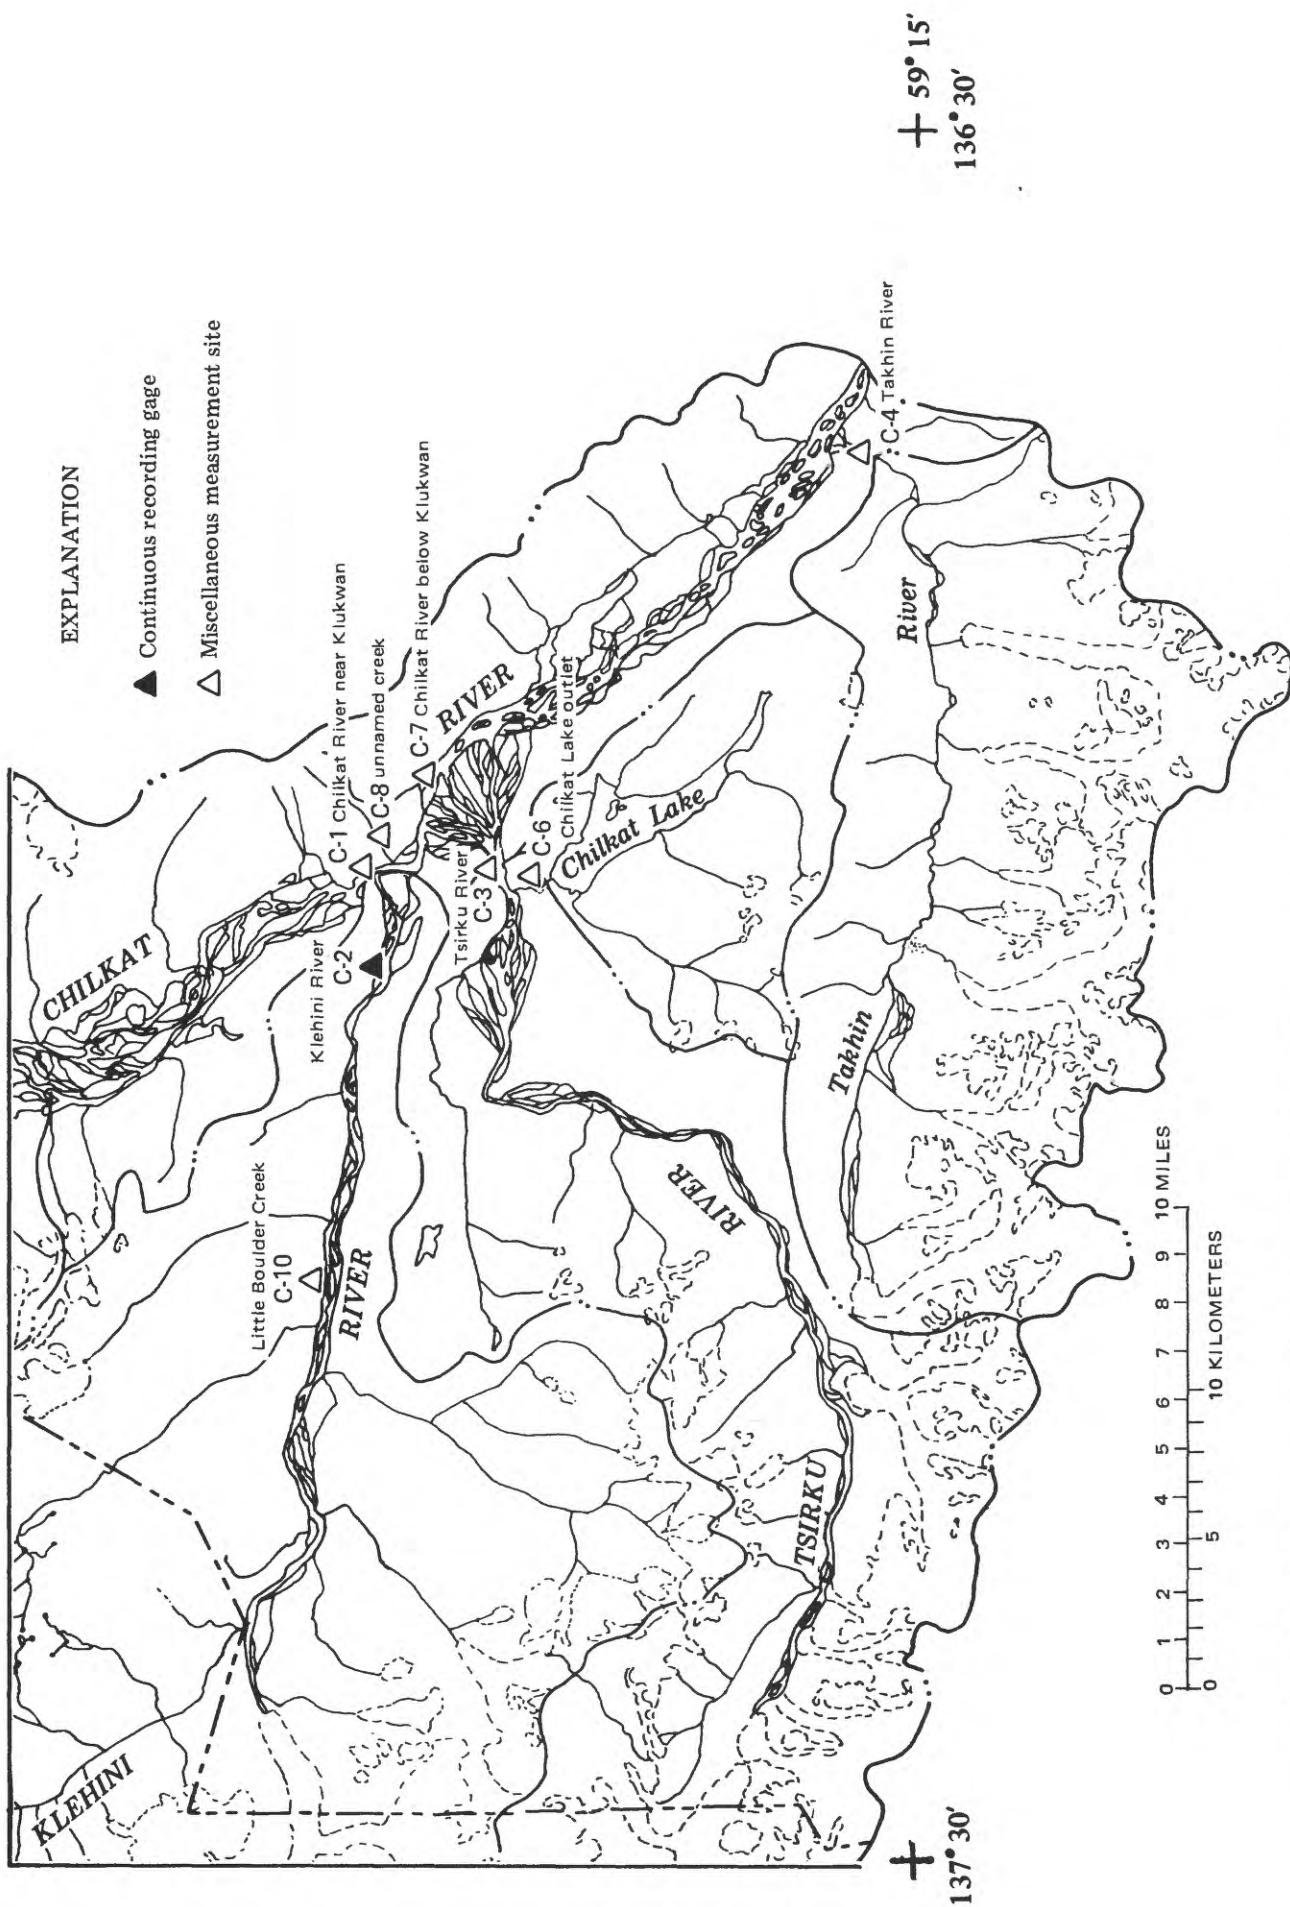 EXPLANATION
Continuous recording gage
Miscellaneous measurement site
+ 59° 15'
136° 30'
C-1 Chilkat River near Klukwan
C-8 unnamed creek
C-7 Chilkat River below Klukwan
CHILKAT
RIVER
Klehini River
C-2
Tsirku River
C-3
C-6
Chilkat Lake outlet
Chilkat Lake
C-4 Takhin River
Little Boulder Creek
C-10
KLEHINI
RIVER
TSIRKU
RIVER
Takhin
River
0 1 2 3 4 5 6 7 8 9 10 MILES
0 5 10 KILOMETERS
+
137° 30'